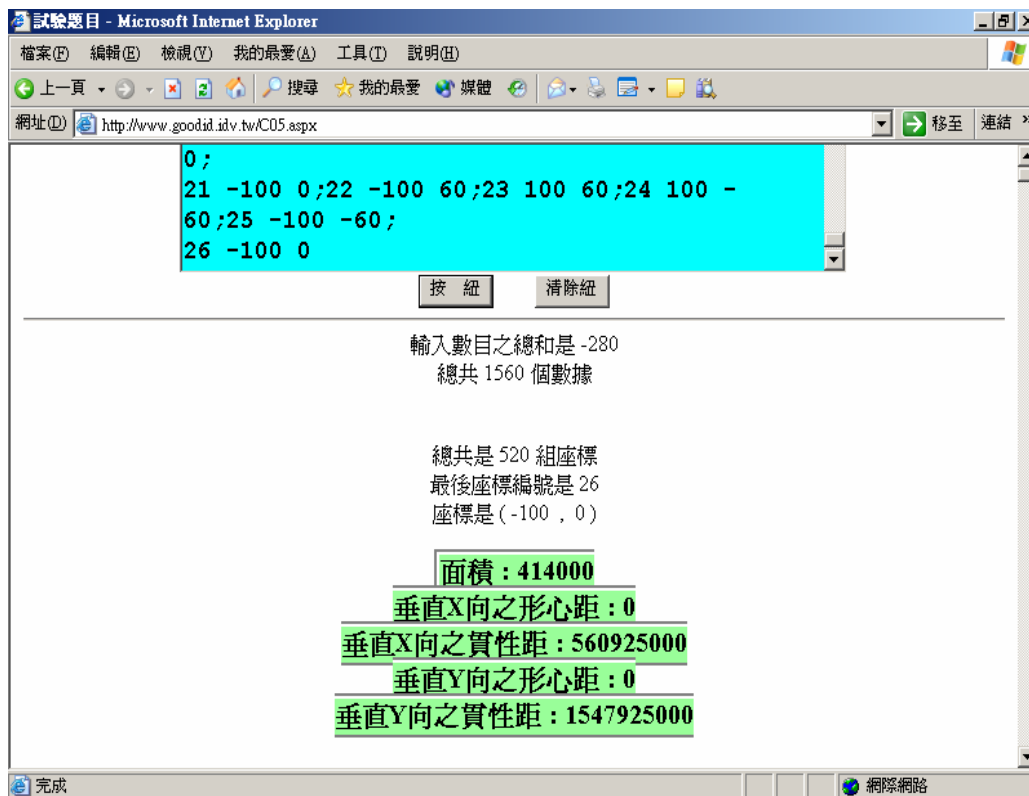 試験題目 - Microsoft Internet Explorer
檔案(F) 編輯(E) 檢視(V) 我的最愛(A) 工具(T) 說明(H)
上一頁 搜尋 我的最愛 媒體
網址(D) http://www.goodid.idv.tw/C05.aspx 移至 連結 »
0;
21 -100 0;22 -100 60;23 100 60;24 100 -
60;25 -100 -60;
26 -100 0
按 紐 清除紐
輸入數目之總和是 -280
總共 1560 個數據
總共是 520 組座標
最後座標編號是 26
座標是 ( -100 , 0 )
面積 : 414000
垂直X向之形心距 : 0
垂直X向之質性距 : 560925000
垂直Y向之形心距 : 0
垂直Y向之質性距 : 1547925000
完成 網際網路